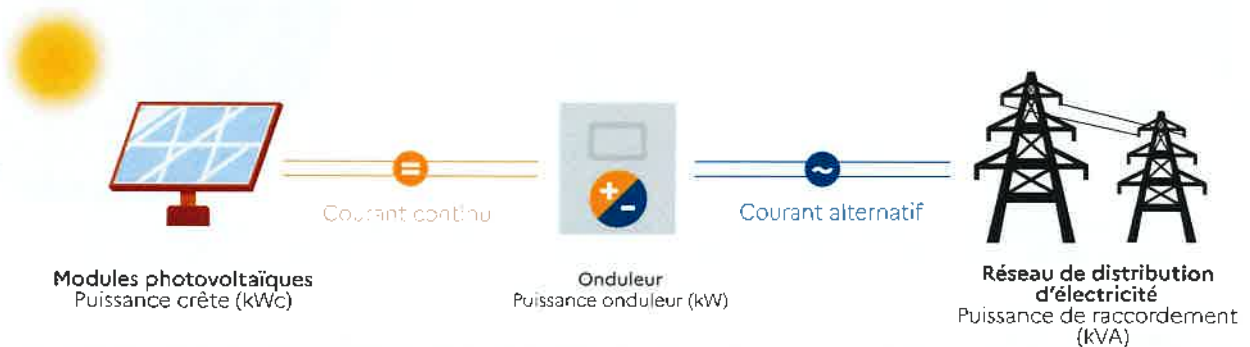 =
~
+
-
Courant continu
Courant alternatif
Modules photovoltaïques
Puissance crête (kWc)
Onduleur
Puissance onduleur (kW)
Réseau de distribution
d'électricité
Puissance de raccordement
(kVA)